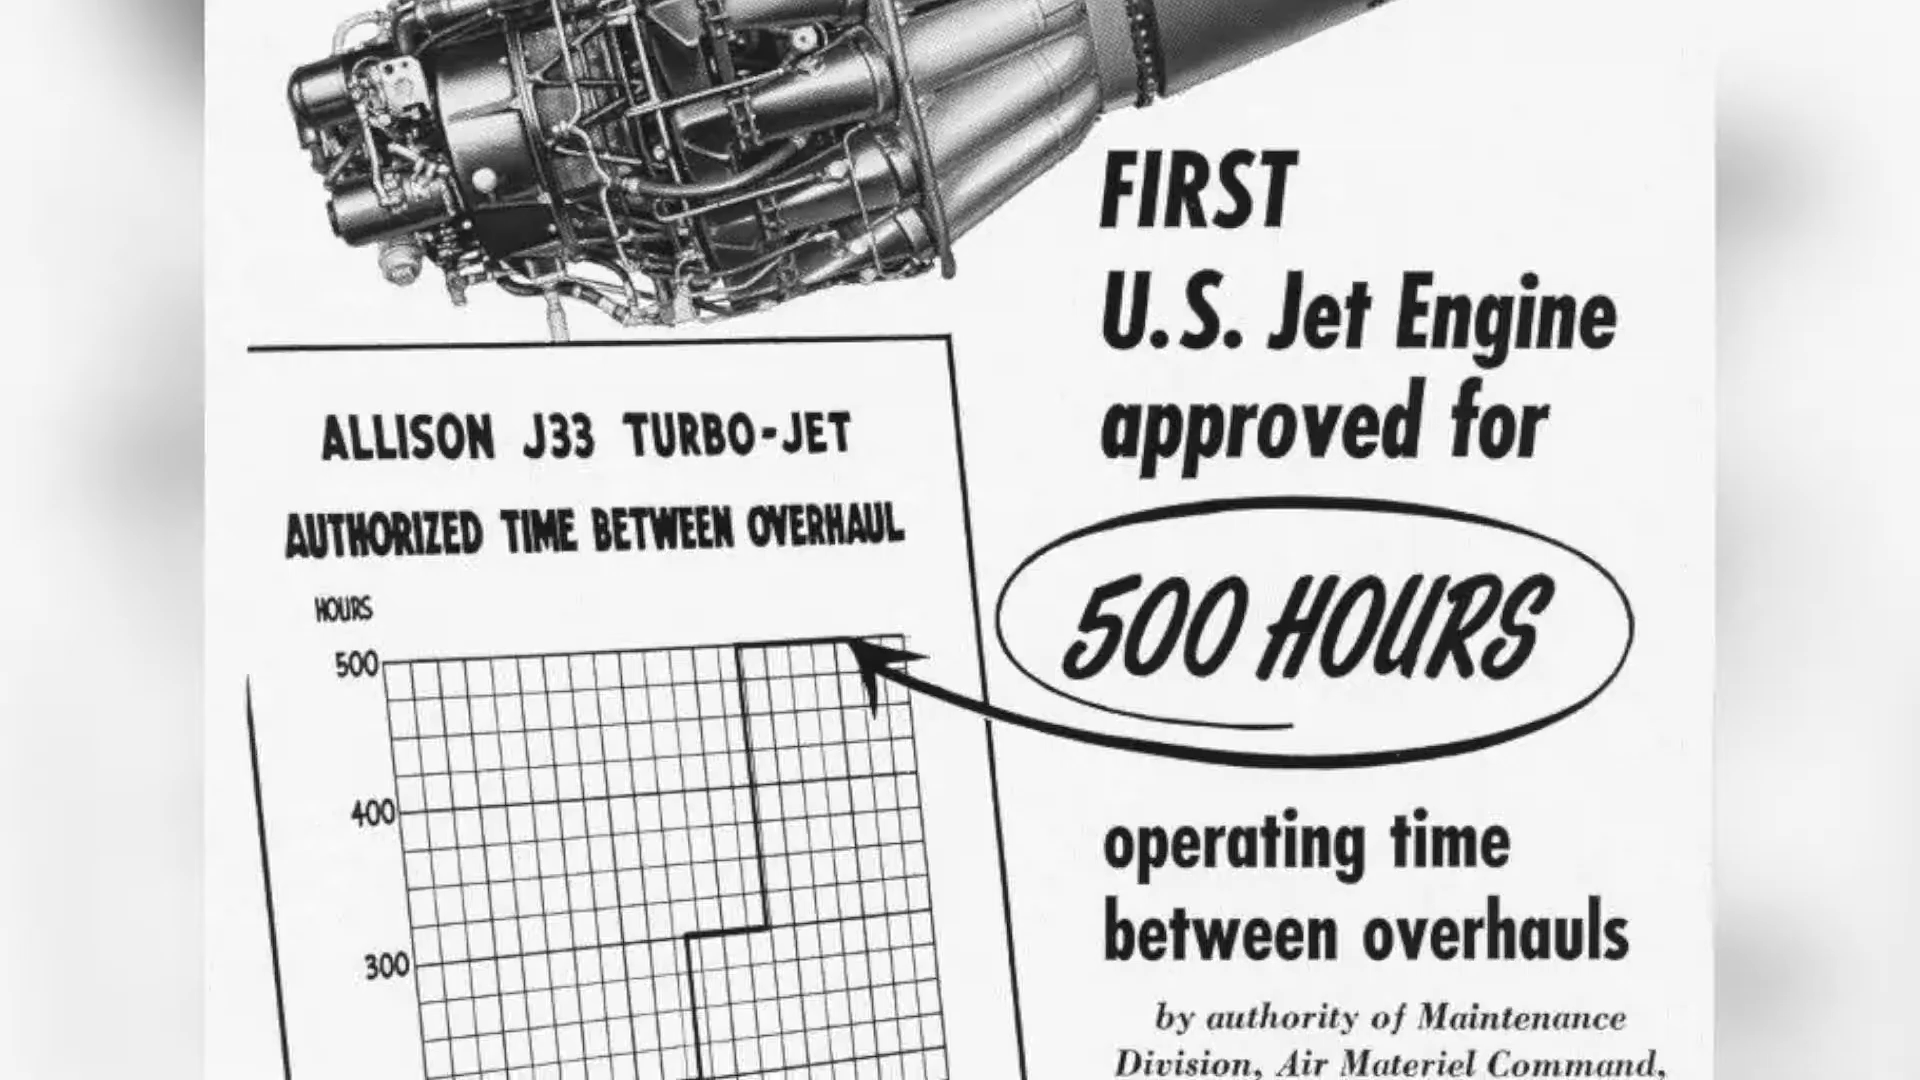 FIRST
U.S. Jet Engine
approved for
500 HOURS
operating time
between overhauls
by authority of Maintenance
Division, Air Materiel Command,
ALLISON J33 TURBO-JET
AUTHORIZED TIME BETWEEN OVERHAUL
HOURS
500
400
300